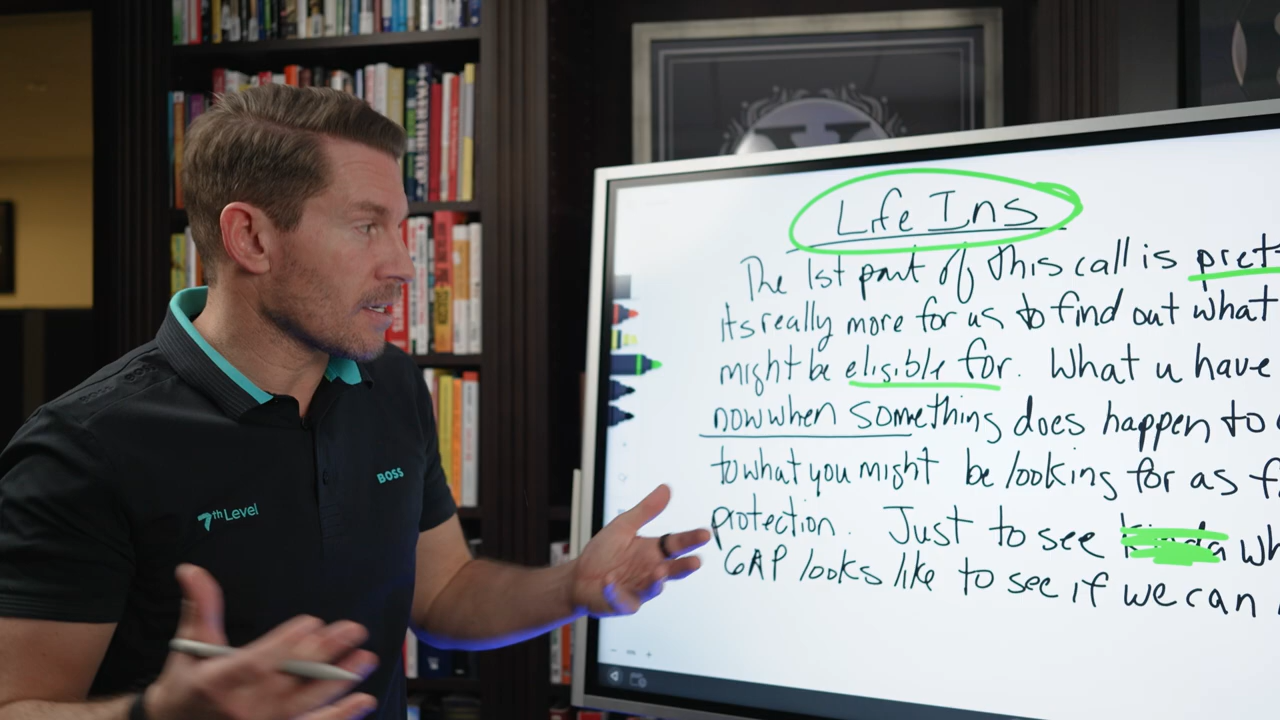 Life Ins
The 1st part of this call is pret
Its really more for us to find out what
might be eligible for. What u have
now when something does happen to
to what you might be looking for as f
protection. Just to see kinda wh
GAP looks like to see if we can
7th Level
BOSS